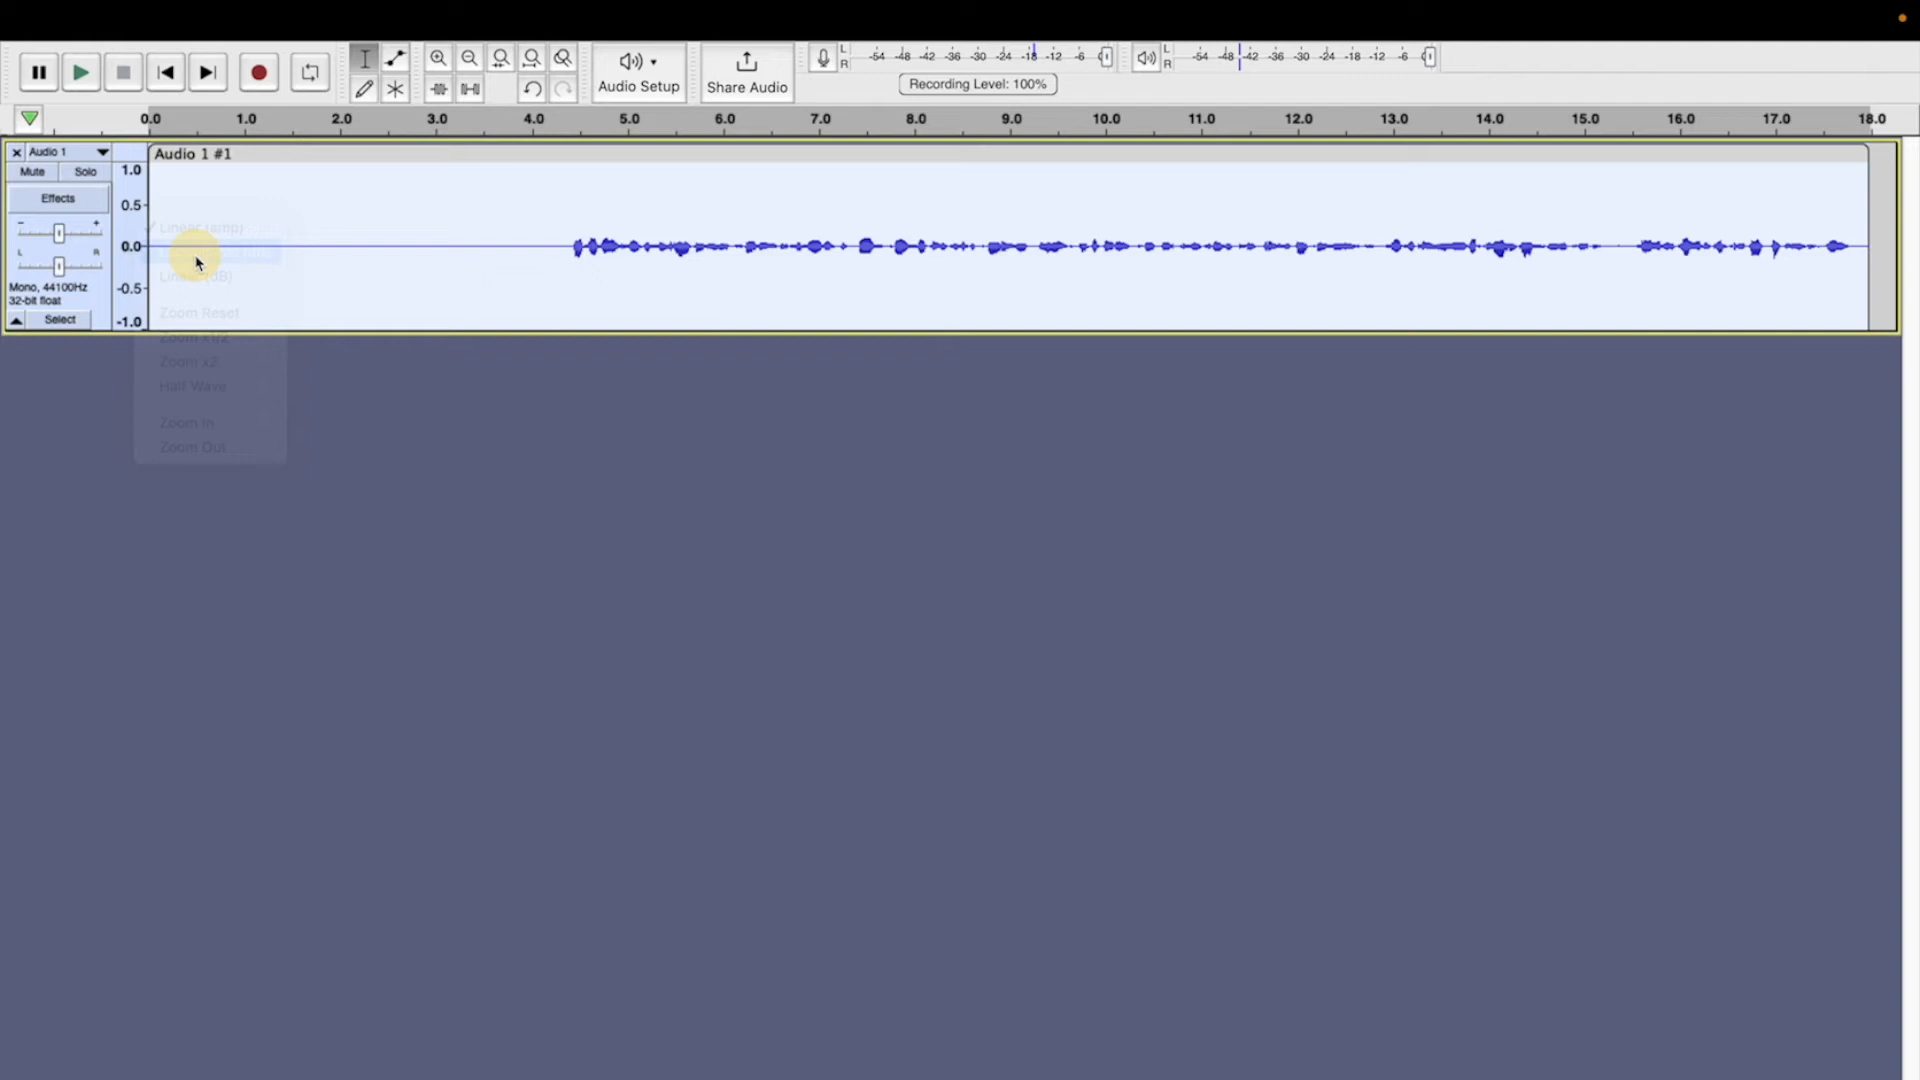 L
R
-54 -48 -42 -36 -30 -24 -18 -12 -6
L
R
-54 -48 -42 -36 -30 -24 -18 -12 -6
Audio Setup
Share Audio
Recording Level: 100%
0.0 1.0 2.0 3.0 4.0 5.0 6.0 7.0 8.0 9.0 10.0 11.0 12.0 13.0 14.0 15.0 16.0 17.0 18.0
Audio 1
Audio 1 #1
Mute Solo
Effects
- +
L R
Mono, 44100Hz
32-bit float
Select
1.0
0.5
0.0
-0.5
-1.0
Linear (amp)
Linear (dB)
Zoom Reset
Zoom x1/2
Zoom x2
Half Wave
Zoom In
Zoom Out